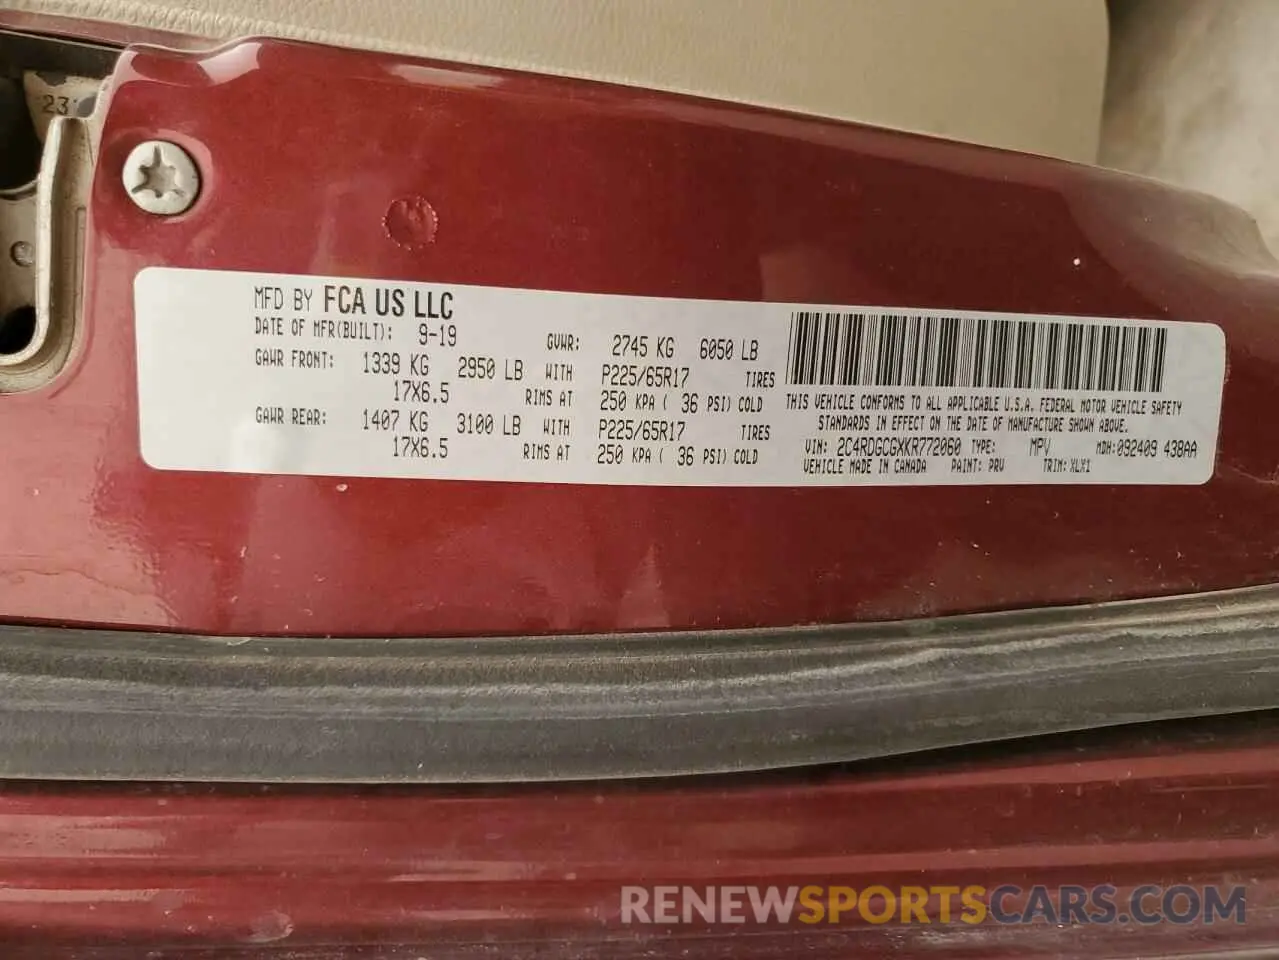 23
MFD BY FCA US LLC
DATE OF MFR(BUILT): 9-19 GVWR: 2745 KG 6050 LB
GAWR FRONT: 1339 KG 2950 LB WITH P225/65R17 TIRES
17X6.5 RIMS AT 250 KPA ( 36 PSI) COLD
GAWR REAR: 1407 KG 3100 LB WITH P225/65R17 TIRES
17X6.5 RIMS AT 250 KPA ( 36 PSI) COLD
THIS VEHICLE CONFORMS TO ALL APPLICABLE U.S.A. FEDERAL MOTOR VEHICLE SAFETY
STANDARDS IN EFFECT ON THE DATE OF MANUFACTURE SHOWN ABOVE.
VIN: 2C4RDGCGXKR772060 TYPE: MPV MDH:092409 438AA
VEHICLE MADE IN CANADA PAINT: PRV TRIM: XLX1
RENEWSPORTSCARS.COM